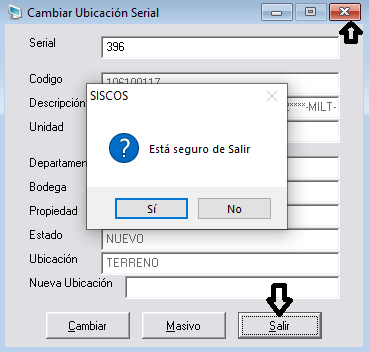 Cambiar Ubicación Serial
Serial 396
Codigo 106100117
Descripción ****-MILT-
Unidad
SISCOS
Está seguro de Salir
Sí No
Departamen
Bodega
Propiedad
Estado NUEVO
Ubicación TERRENO
Nueva Ubicación
Cambiar Masivo Salir